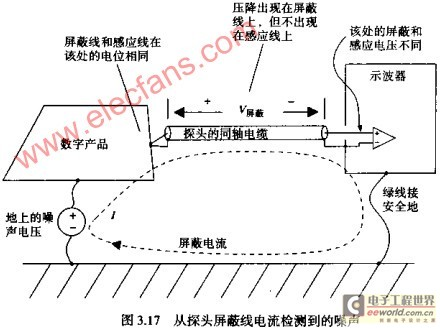 屏蔽线和感应线在
该处的电位相同
压降出现在屏蔽
线上，但不出现
在感应线上
该处的屏蔽和
感应电压不同
示波器
www.elecfans.com
+ V屏蔽 −
数字产品
探头的同轴电缆
+
−
地上的噪
声电压
+
−
I
屏蔽电流
绿线接
安全地
图 3.17 从探头屏蔽线电流检测到的噪声
电子工程世界
eeworld.com.cn